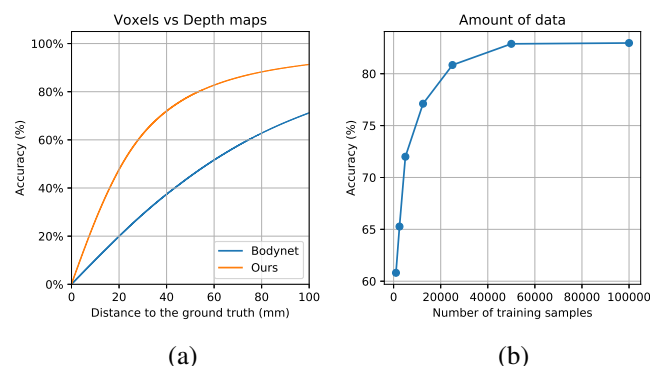 Voxels vs Depth maps
100%
80%
60%
40%
20%
0%
Accuracy (%)
0 20 40 60 80 100
Distance to the ground truth (mm)
Bodynet
Ours
(a)
Amount of data
80
75
70
65
60
Accuracy (%)
0 20000 40000 60000 80000 100000
Number of training samples
(b)